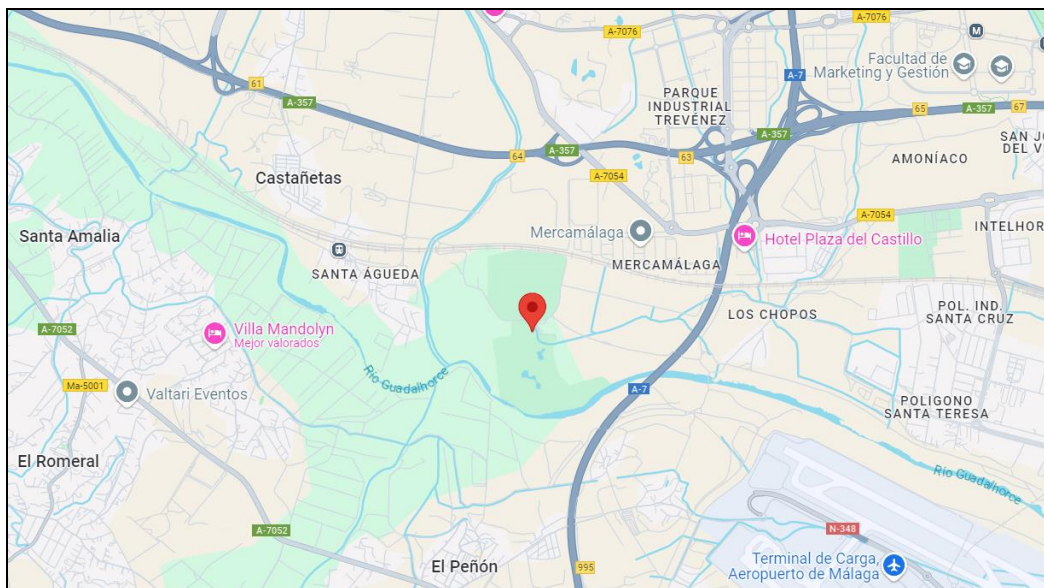 A-7076
A-7076
61
A-7
Facultad de
Marketing y Gestión
A-357
PARQUE
INDUSTRIAL
TREVÉNEZ
65
A-357
67
A-357
64
A-357
63
SAN J
DEL V
AMONÍACO
A-7054
Castañetas
A-7054
Santa Amalia
Mercamálaga
Hotel Plaza del Castillo
INTELHOR
SANTA ÁGUEDA
MERCAMÁLAGA
LOS CHOPOS
POL. IND.
SANTA CRUZ
A-7052
Villa Mandolyn
Mejor valorados
Río Guadalhorce
Ma-5001
Valtari Eventos
A-7
POLIGONO
SANTA TERESA
El Romeral
Río Guadalhorce
A-7052
N-348
El Peñón
995
Terminal de Carga,
Aeropuerto de Málaga